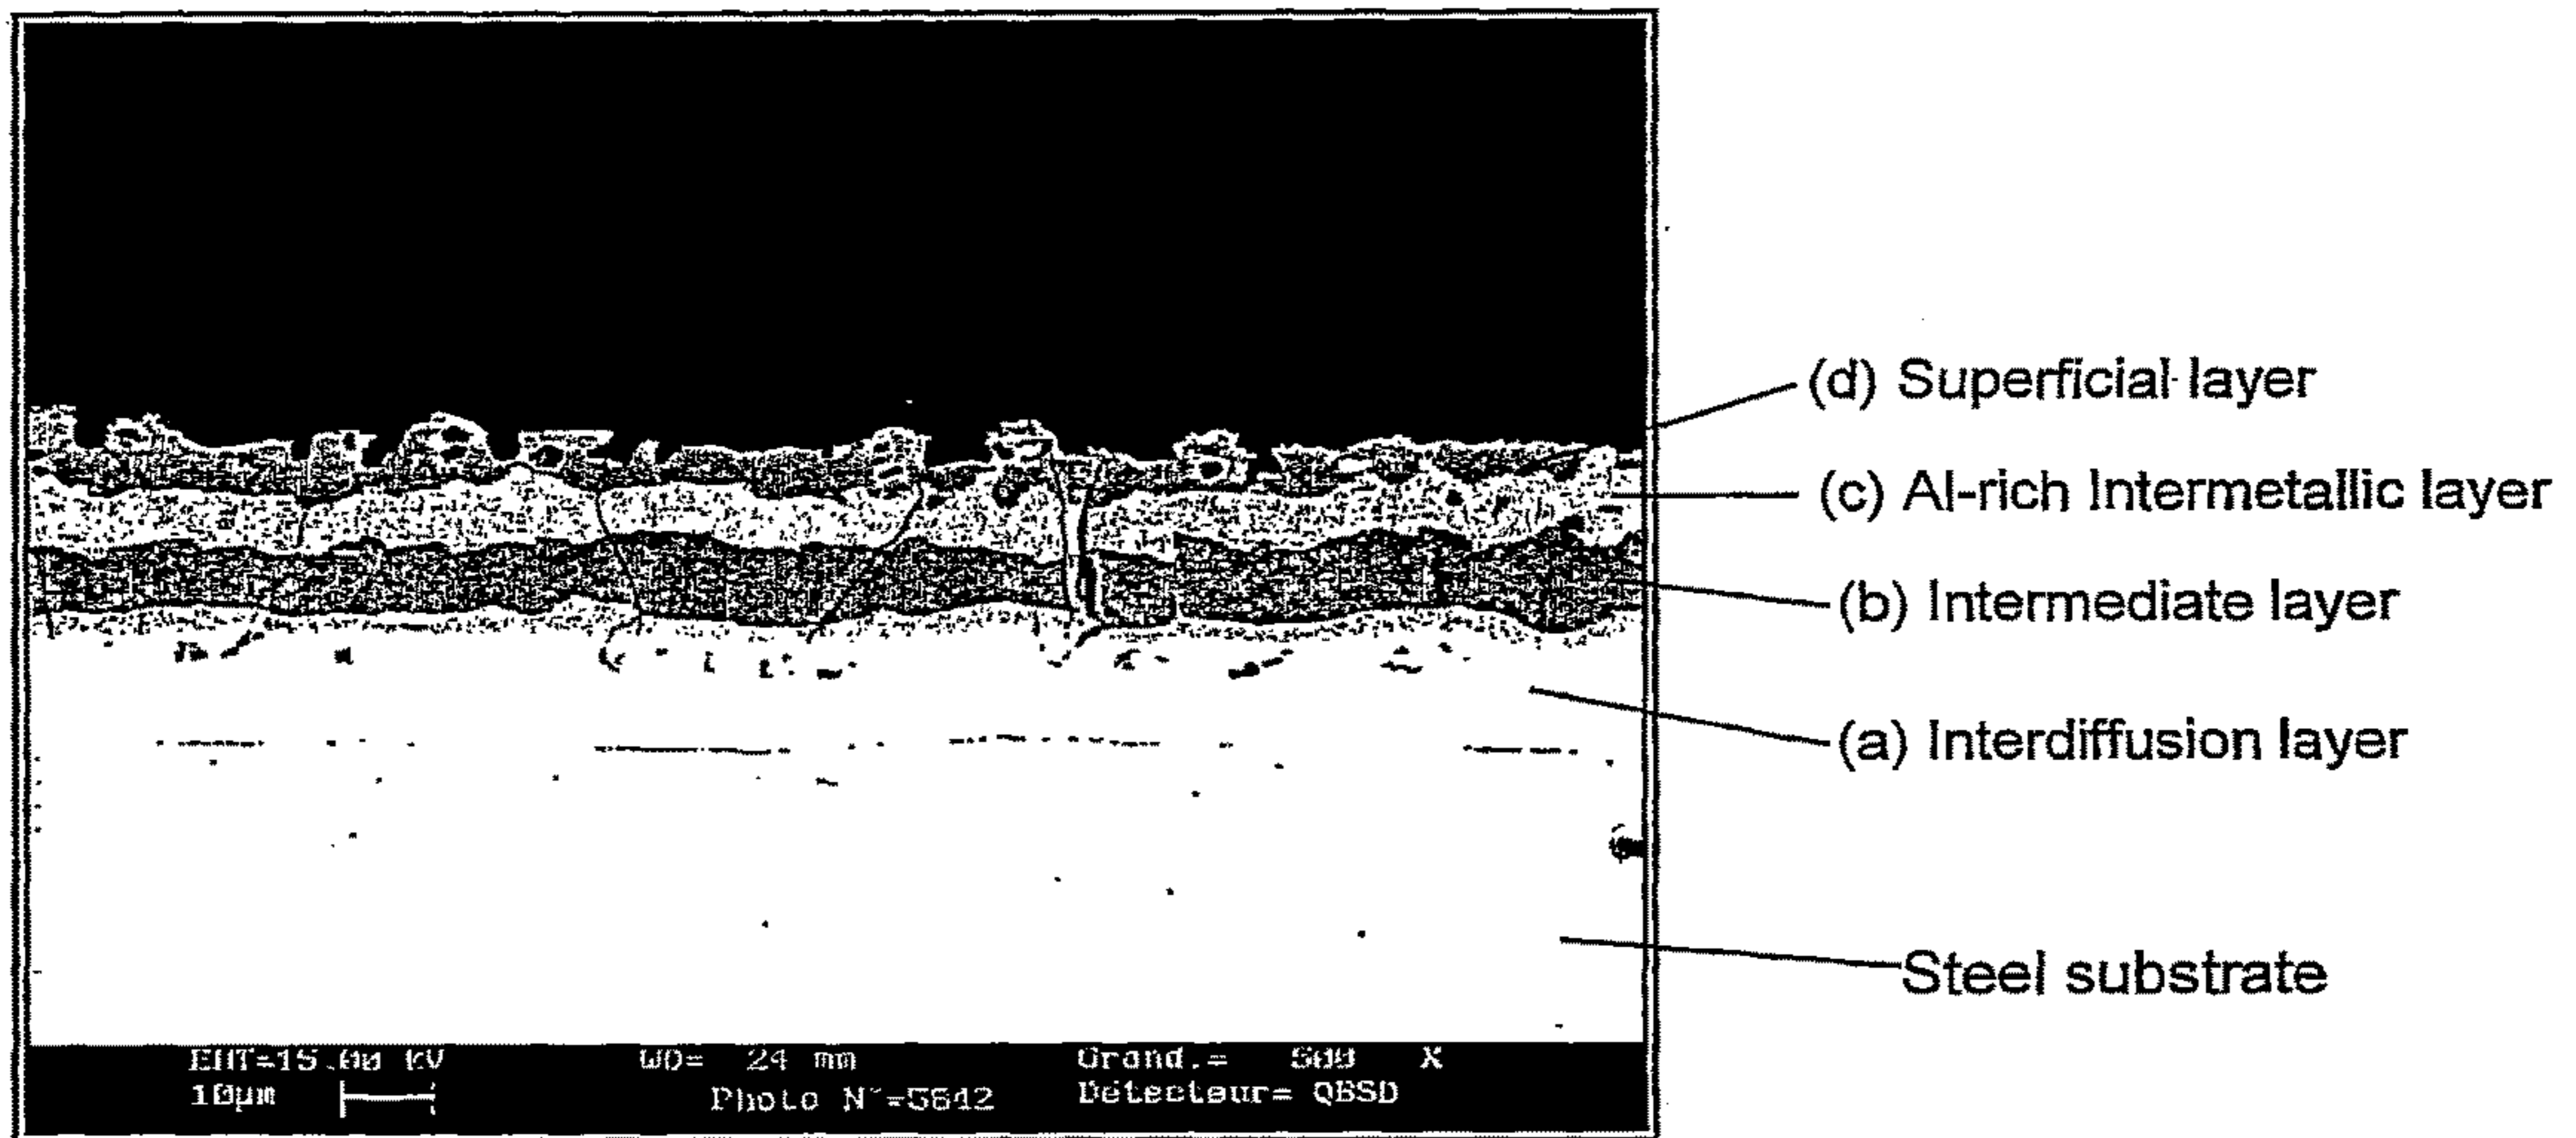 (d) Superficial layer
(c) Al-rich Intermetallic layer
(b) Intermediate layer
(a) Interdiffusion layer
Steel substrate
EHT=15.00 kV WD= 24 mm Grand.= 500 X
10µm Photo N°=5642 Détecteur= QBSD